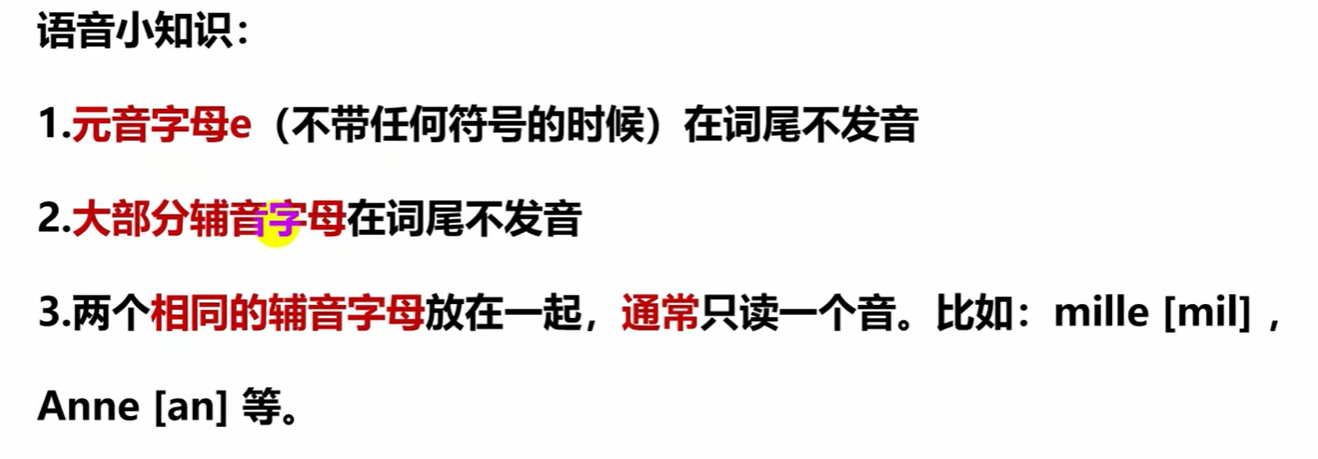 语音小知识：
1.元音字母e（不带任何符号的时候）在词尾不发音
2.大部分辅音字母在词尾不发音
3.两个相同的辅音字母放在一起，通常只读一个音。比如：mille [mil] ，
Anne [an] 等。